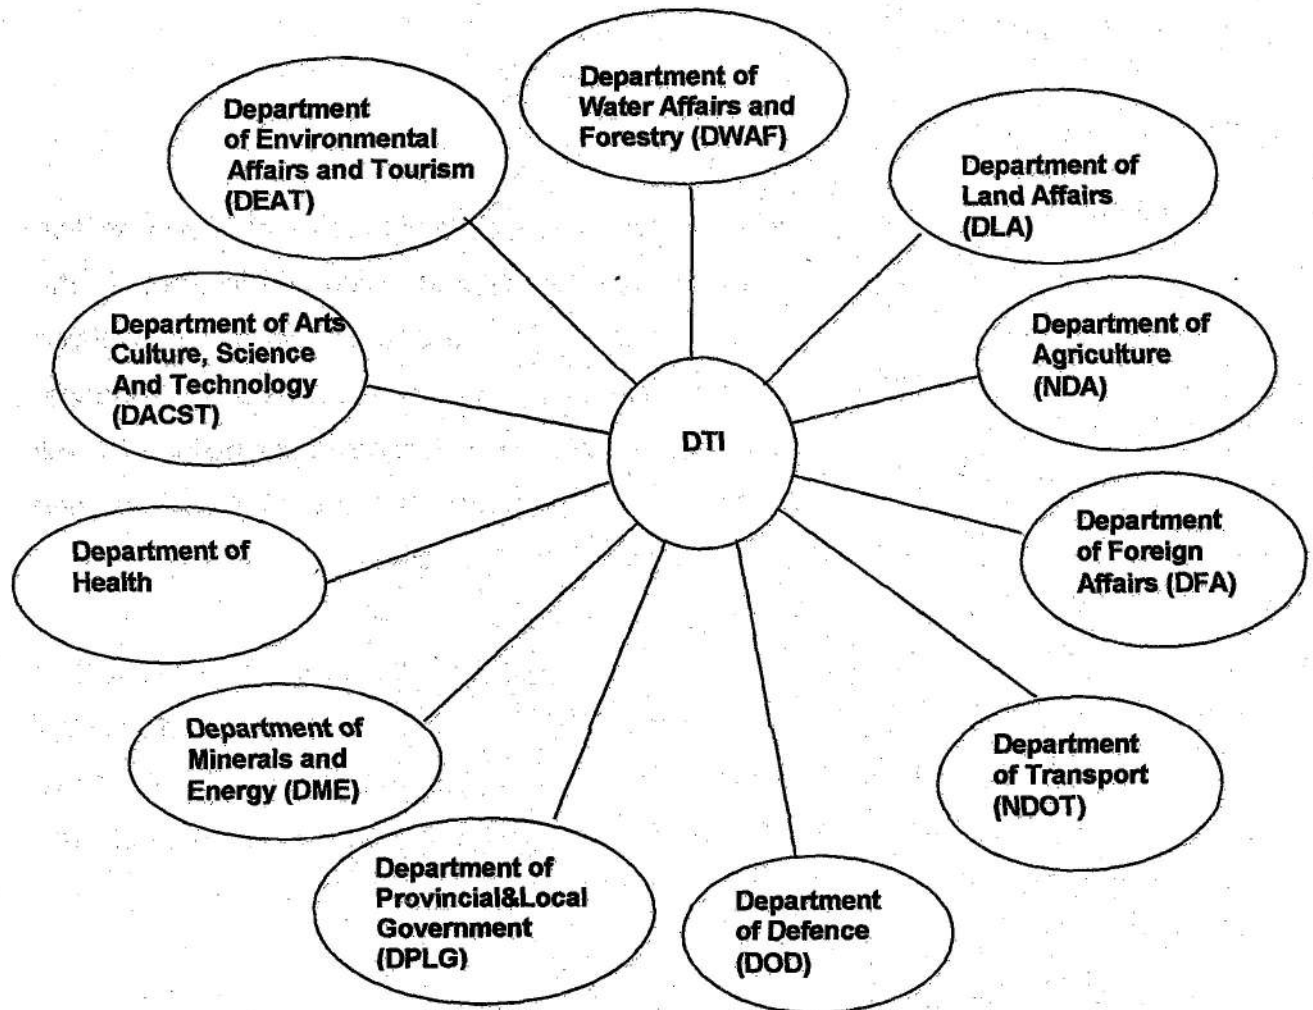 Department of
Water Affairs and
Forestry (DWAF)
Department
of Environmental
Affairs and Tourism
(DEAT)
Department of
Land Affairs
(DLA)
Department of Arts
Culture, Science
And Technology
(DACST)
Department of
Agriculture
(NDA)
DTI
Department
of Foreign
Affairs (DFA)
Department of
Health
Department of
Minerals and
Energy (DME)
Department
of Transport
(NDOT)
Department of
Provincial&Local
Government
(DPLG)
Department
of Defence
(DOD)